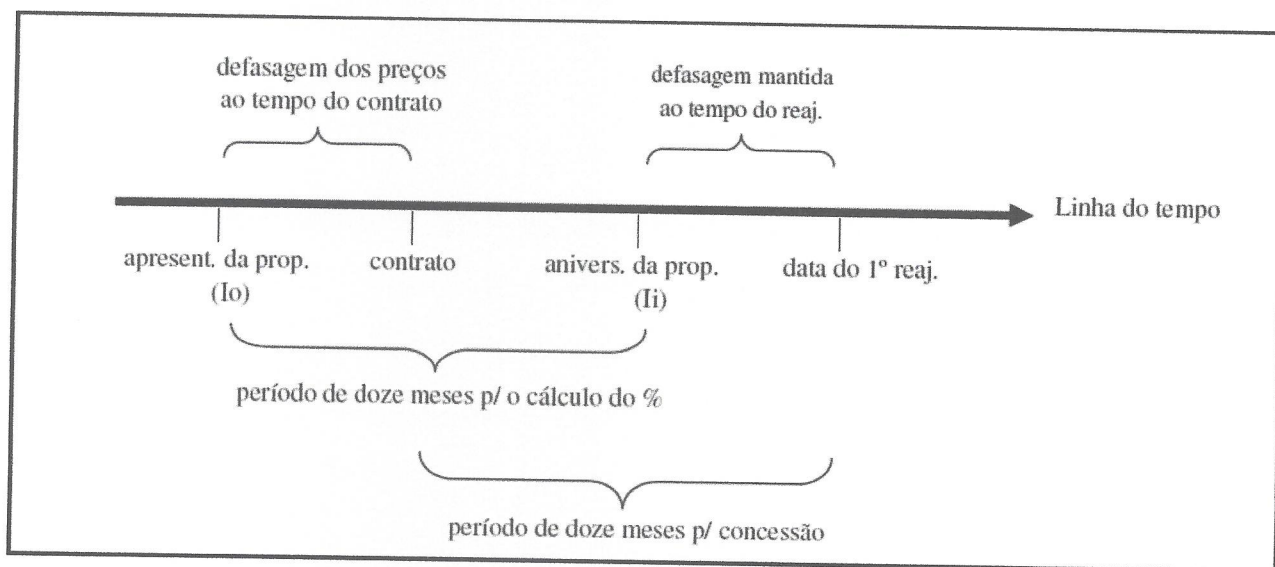 defasagem dos preços
ao tempo do contrato
defasagem mantida
ao tempo do reaj.
Linha do tempo
apresent. da prop.
(Io)
contrato
anivers. da prop.
(Ii)
data do 1º reaj.
período de doze meses p/ o cálculo do %
período de doze meses p/ concessão